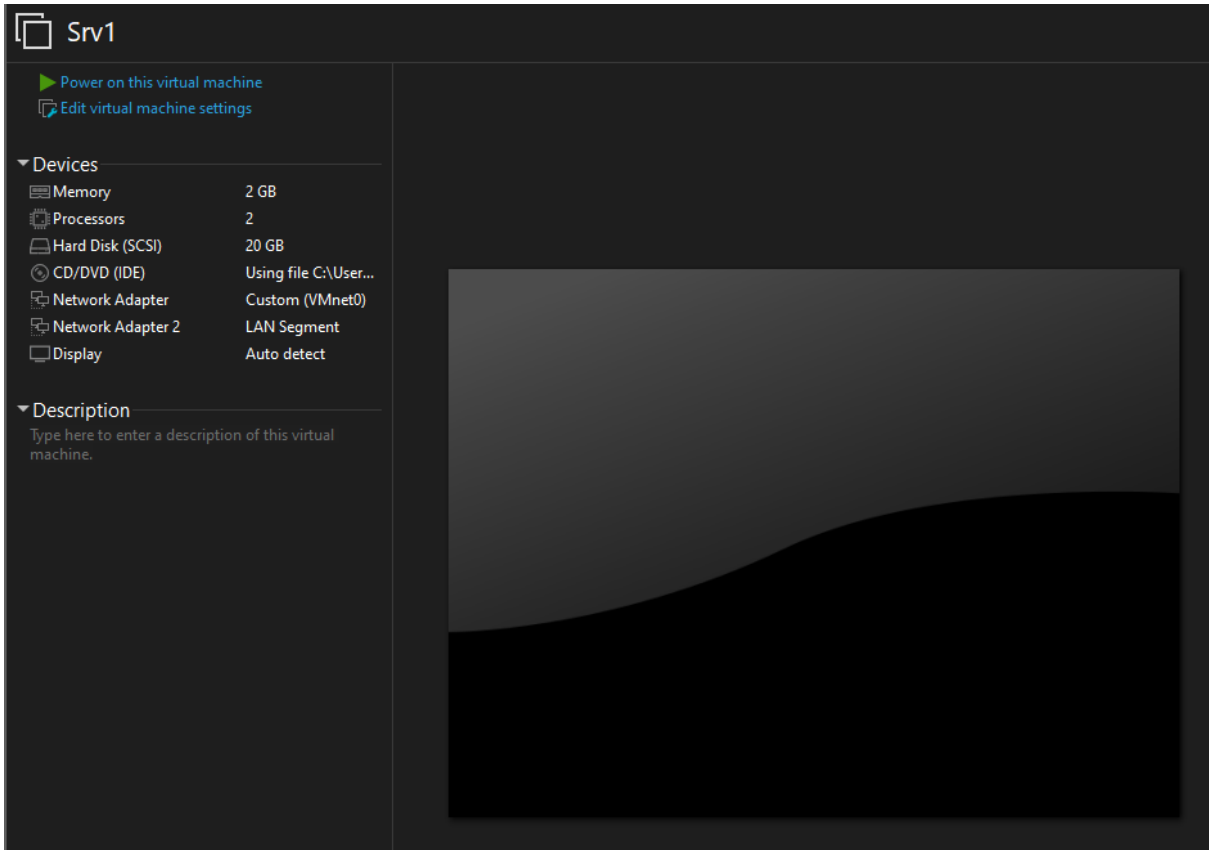 Srv1
Power on this virtual machine
Edit virtual machine settings
Devices
Memory 2 GB
Processors 2
Hard Disk (SCSI) 20 GB
CD/DVD (IDE) Using file C:\User...
Network Adapter Custom (VMnet0)
Network Adapter 2 LAN Segment
Display Auto detect
Description
Type here to enter a description of this virtual
machine.